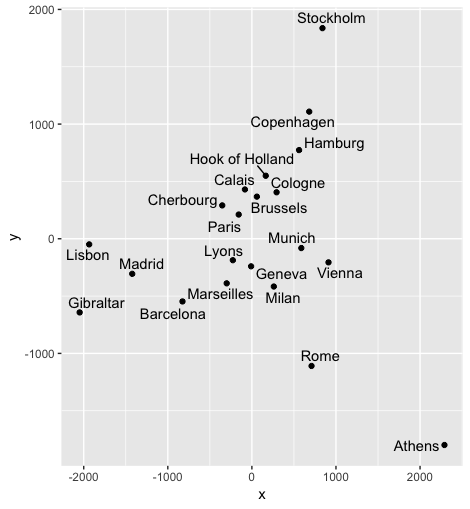 2000
Stockholm
Copenhagen
1000
Hamburg
Hook of Holland
Calais
Cologne
Cherbourg
Brussels
Paris
y
0
Munich
Lisbon
Lyons
Madrid
Geneva
Vienna
Gibraltar
Marseilles
Milan
Barcelona
-1000
Rome
Athens
-2000
-1000
0
1000
2000
x